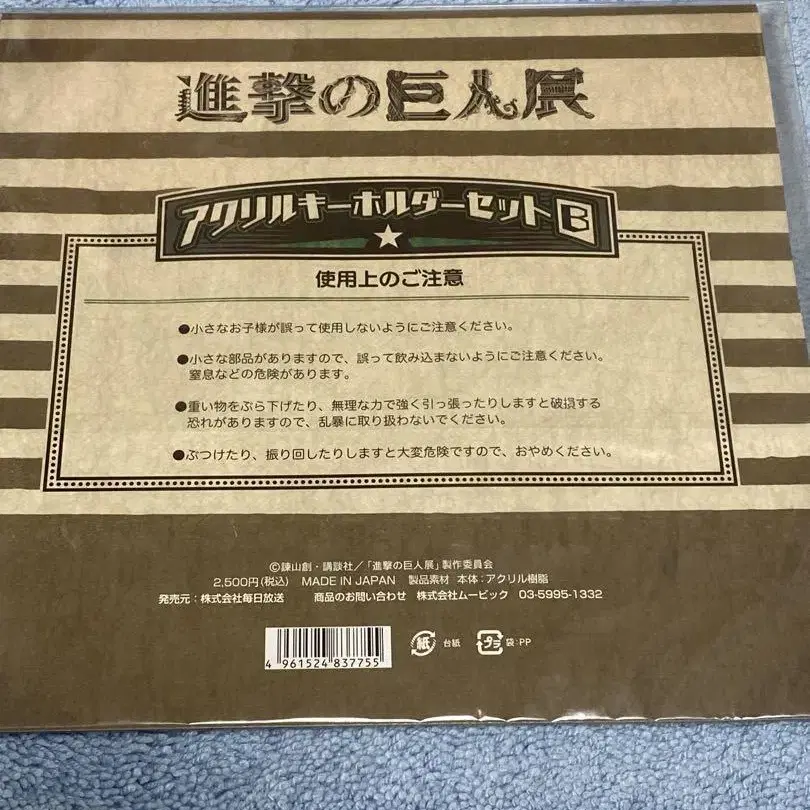 進撃の巨人展
アクリルキーホルダーセットB
使用上のご注意
●小さなお子様が誤って使用しないようにご注意ください。
●小さな部品がありますので、誤って飲み込まないようにご注意ください。
窒息などの危険があります。
●重い物をぶら下げたり、無理な力で強く引っ張ったりしますと破損する
恐れがありますので、乱暴に取り扱わないでください。
●ぶつけたり、振り回したりしますと大変危険ですので、おやめください。
©諫山創・講談社／「進撃の巨人展」製作委員会
2,500円(税込) MADE IN JAPAN 製品素材 本体:アクリル樹脂
発売元:株式会社毎日放送 商品のお問い合わせ 株式会社ムービック 03-5995-1332
4 961524 837755 紙 台紙 プラ 袋:PP